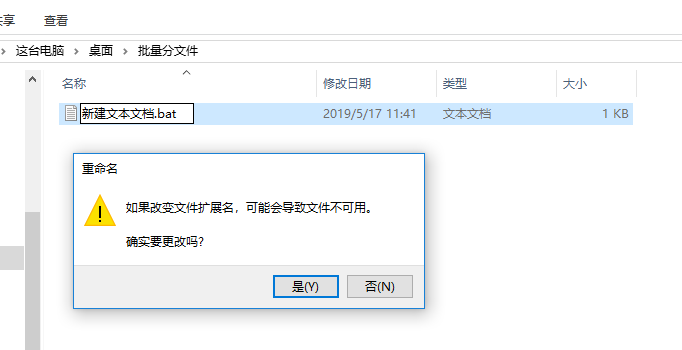 共享 查看
这台电脑 桌面 批量分文件
名称 修改日期 类型 大小
新建文本文档.bat 2019/5/17 11:41 文本文档 1 KB
重命名
如果改变文件扩展名，可能会导致文件不可用。
确实要更改吗?
是(Y) 否(N)